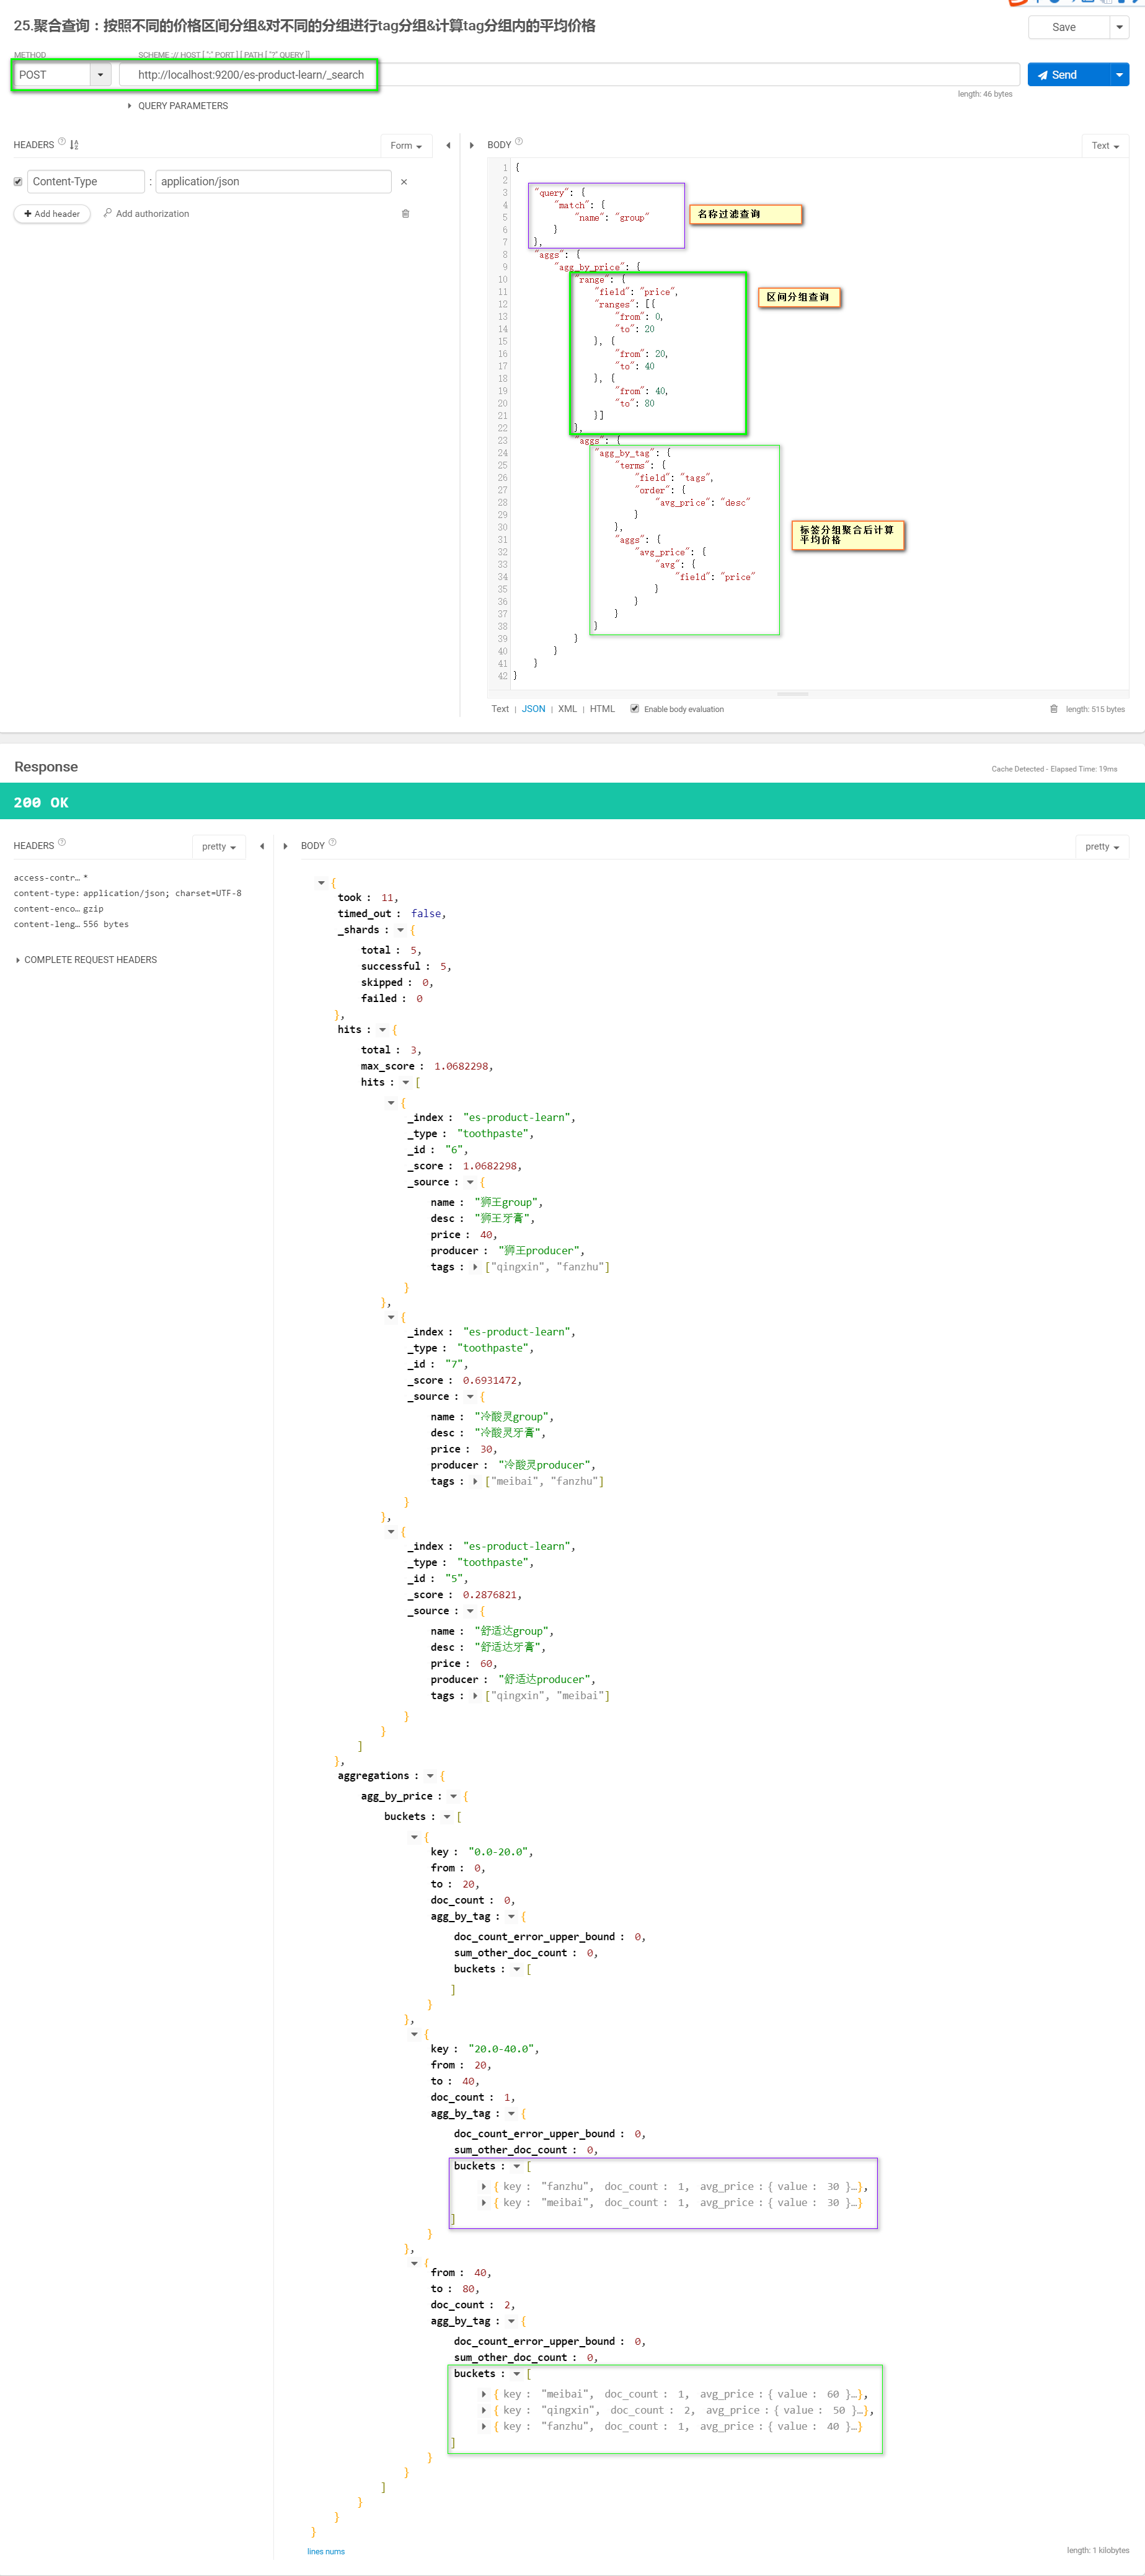 25.聚合查询：按照不同的价格区间分组&对不同的分组进行tag分组&计算tag分组内的平均价格
Save
METHOD
SCHEME :// HOST [ ":" PORT ] [ PATH [ "?" QUERY ]]
POST
http://localhost:9200/es-product-learn/_search
Send
length: 46 bytes
QUERY PARAMETERS
HEADERS
Form
Content-Type : application/json
Add header
Add authorization
BODY
Text
1 {
2
3 "query": {
4 "match": {
5 "name": "group"
6 }
7 },
8 "aggs": {
9 "agg_by_price": {
10 "range": {
11 "field": "price",
12 "ranges": [{
13 "from": 0,
14 "to": 20
15 }, {
16 "from": 20,
17 "to": 40
18 }, {
19 "from": 40,
20 "to": 80
21 }]
22 },
23 "aggs": {
24 "agg_by_tag": {
25 "terms": {
26 "field": "tags",
27 "order": {
28 "avg_price": "desc"
29 }
30 },
31 "aggs": {
32 "avg_price": {
33 "avg": {
34 "field": "price"
35 }
36 }
37 }
38 }
39 }
40 }
41 }
42 }
名称过滤查询
区间分组查询
标签分组聚合后计算
平均价格
Text | JSON | XML | HTML
Enable body evaluation
length: 515 bytes
Response
Cache Detected - Elapsed Time: 19ms
200 OK
HEADERS
pretty
access-contr… *
content-type: application/json; charset=UTF-8
content-enco… gzip
content-leng… 556 bytes
COMPLETE REQUEST HEADERS
BODY
pretty
{
took : 11,
timed_out : false,
_shards : {
total : 5,
successful : 5,
skipped : 0,
failed : 0
},
hits : {
total : 3,
max_score : 1.0682298,
hits : [
{
_index : "es-product-learn",
_type : "toothpaste",
_id : "6",
_score : 1.0682298,
_source : {
name : "狮王group",
desc : "狮王牙膏",
price : 40,
producer : "狮王producer",
tags : ["qingxin", "fanzhu"]
}
},
{
_index : "es-product-learn",
_type : "toothpaste",
_id : "7",
_score : 0.6931472,
_source : {
name : "冷酸灵group",
desc : "冷酸灵牙膏",
price : 30,
producer : "冷酸灵producer",
tags : ["meibai", "fanzhu"]
}
},
{
_index : "es-product-learn",
_type : "toothpaste",
_id : "5",
_score : 0.2876821,
_source : {
name : "舒适达group",
desc : "舒适达牙膏",
price : 60,
producer : "舒适达producer",
tags : ["qingxin", "meibai"]
}
}
]
},
aggregations : {
agg_by_price : {
buckets : [
{
key : "0.0-20.0",
from : 0,
to : 20,
doc_count : 0,
agg_by_tag : {
doc_count_error_upper_bound : 0,
sum_other_doc_count : 0,
buckets : [
]
}
},
{
key : "20.0-40.0",
from : 20,
to : 40,
doc_count : 1,
agg_by_tag : {
doc_count_error_upper_bound : 0,
sum_other_doc_count : 0,
buckets : [
{ key : "fanzhu", doc_count : 1, avg_price : { value : 30 }…},
{ key : "meibai", doc_count : 1, avg_price : { value : 30 }…}
]
}
},
{
from : 40,
to : 80,
doc_count : 2,
agg_by_tag : {
doc_count_error_upper_bound : 0,
sum_other_doc_count : 0,
buckets : [
{ key : "meibai", doc_count : 1, avg_price : { value : 60 }…},
{ key : "qingxin", doc_count : 2, avg_price : { value : 50 }…},
{ key : "fanzhu", doc_count : 1, avg_price : { value : 40 }…}
]
}
}
]
}
}
}
lines nums
length: 1 kilobytes